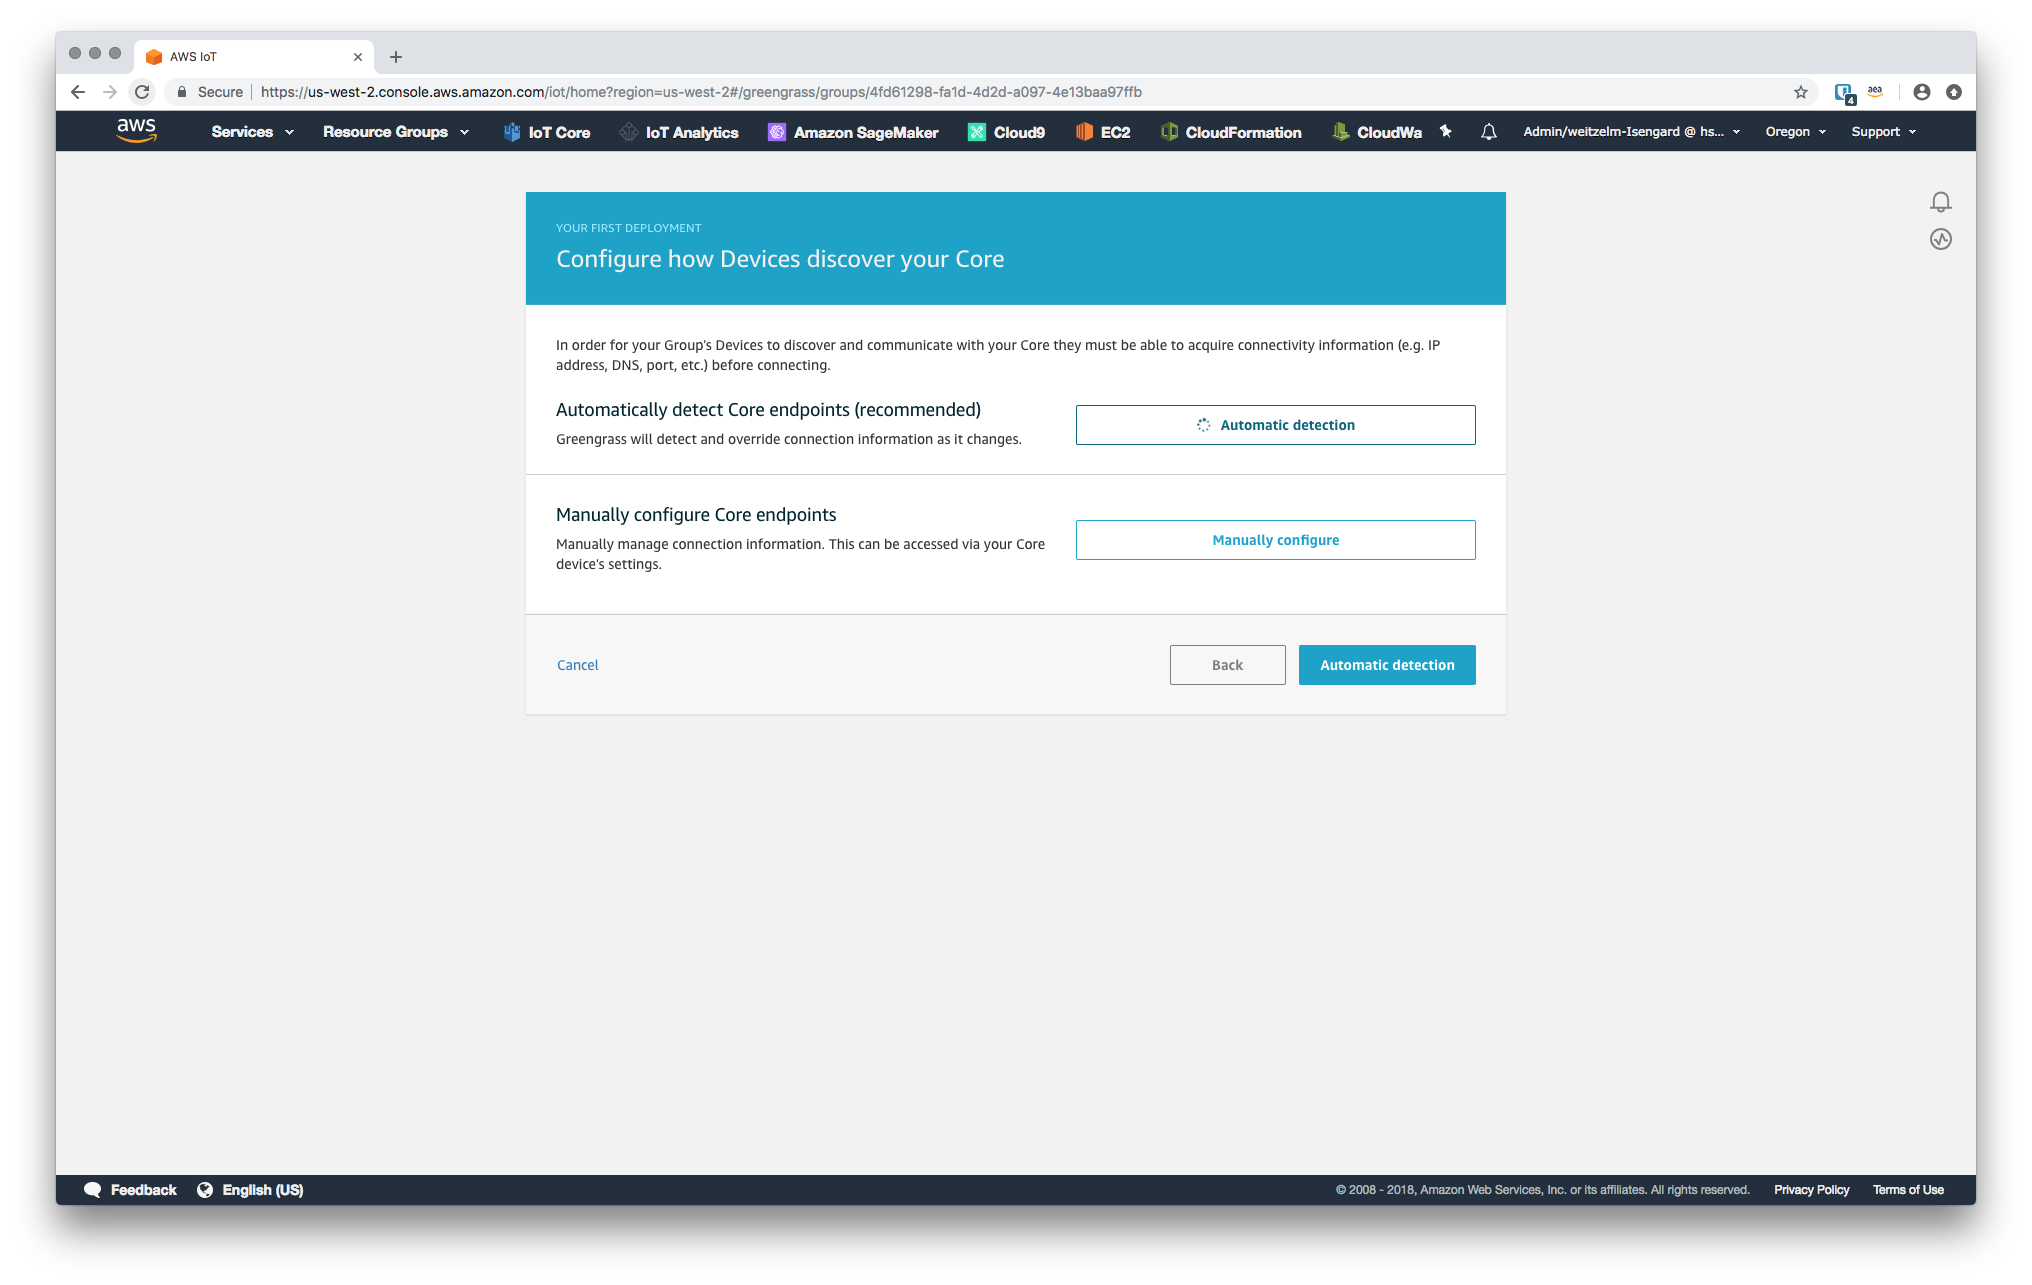 AWS IoT
Secure https://us-west-2.console.aws.amazon.com/iot/home?region=us-west-2#/greengrass/groups/4fd61298-fa1d-4d2d-a097-4e13baa97ffb
4
aea
aws Services Resource Groups IoT Core IoT Analytics Amazon SageMaker Cloud9 EC2 CloudFormation CloudWa Admin/weitzelm-Isengard @ hs... Oregon Support
YOUR FIRST DEPLOYMENT
Configure how Devices discover your Core
In order for your Group's Devices to discover and communicate with your Core they must be able to acquire connectivity information (e.g. IP
address, DNS, port, etc.) before connecting.
Automatically detect Core endpoints (recommended)
Greengrass will detect and override connection information as it changes.
Automatic detection
Manually configure Core endpoints
Manually manage connection information. This can be accessed via your Core
device's settings.
Manually configure
Cancel Back Automatic detection
Feedback English (US) © 2008 - 2018, Amazon Web Services, Inc. or its affiliates. All rights reserved. Privacy Policy Terms of Use